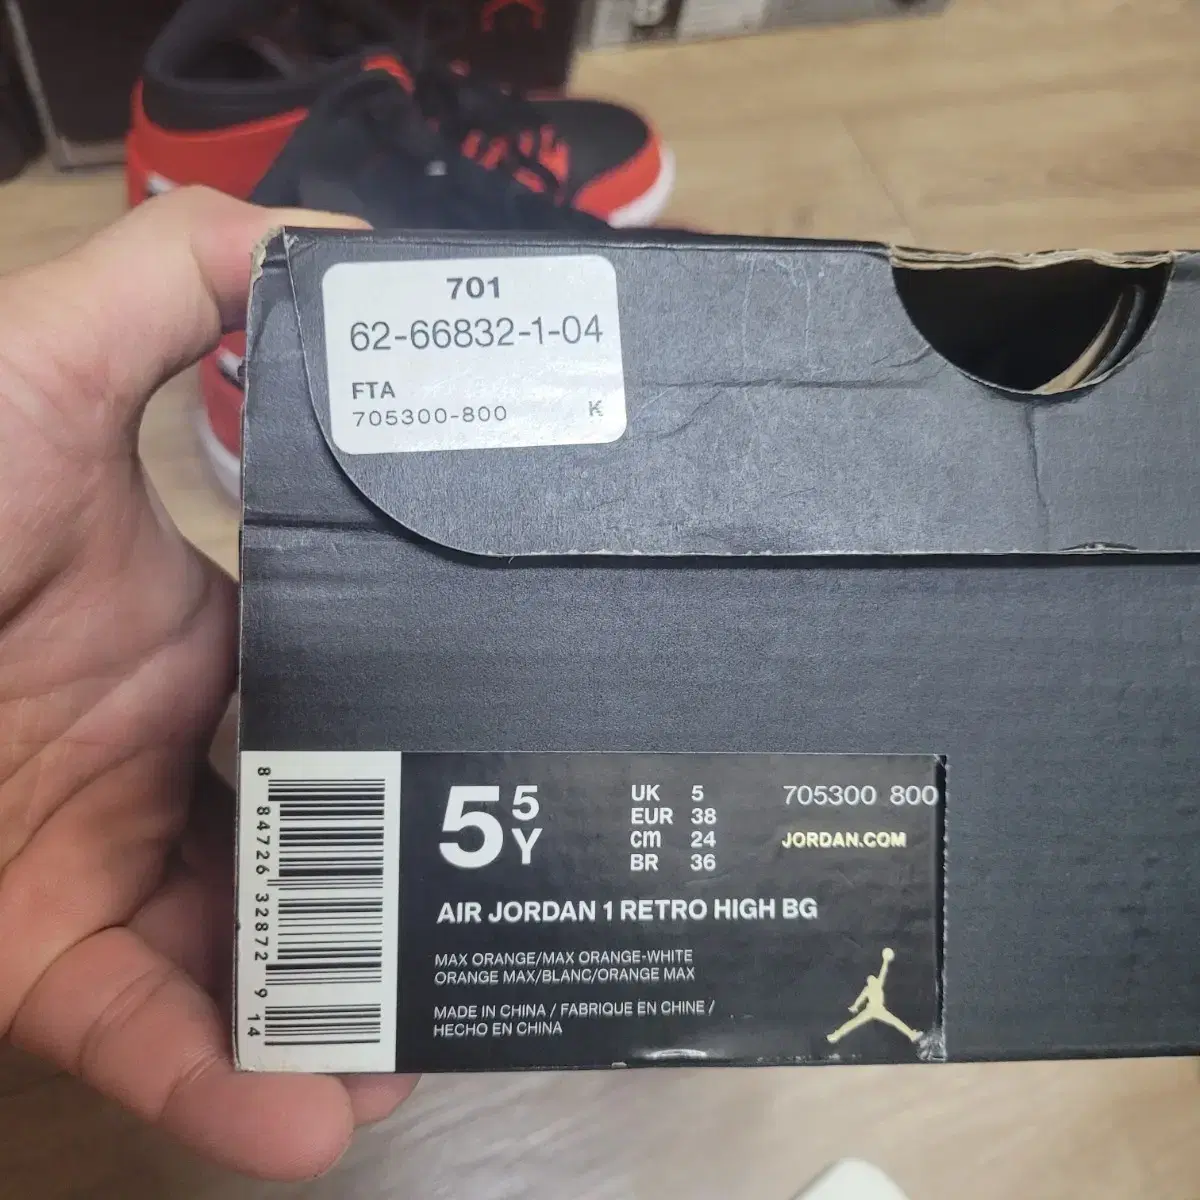 701
62-66832-1-04
FTA
705300-800 K
8 84726 32872 9 14
5 5Y
UK 5
EUR 38
cm 24
BR 36
705300 800
JORDAN.COM
AIR JORDAN 1 RETRO HIGH BG
MAX ORANGE/MAX ORANGE-WHITE
ORANGE MAX/BLANC/ORANGE MAX
MADE IN CHINA / FABRIQUE EN CHINE /
HECHO EN CHINA